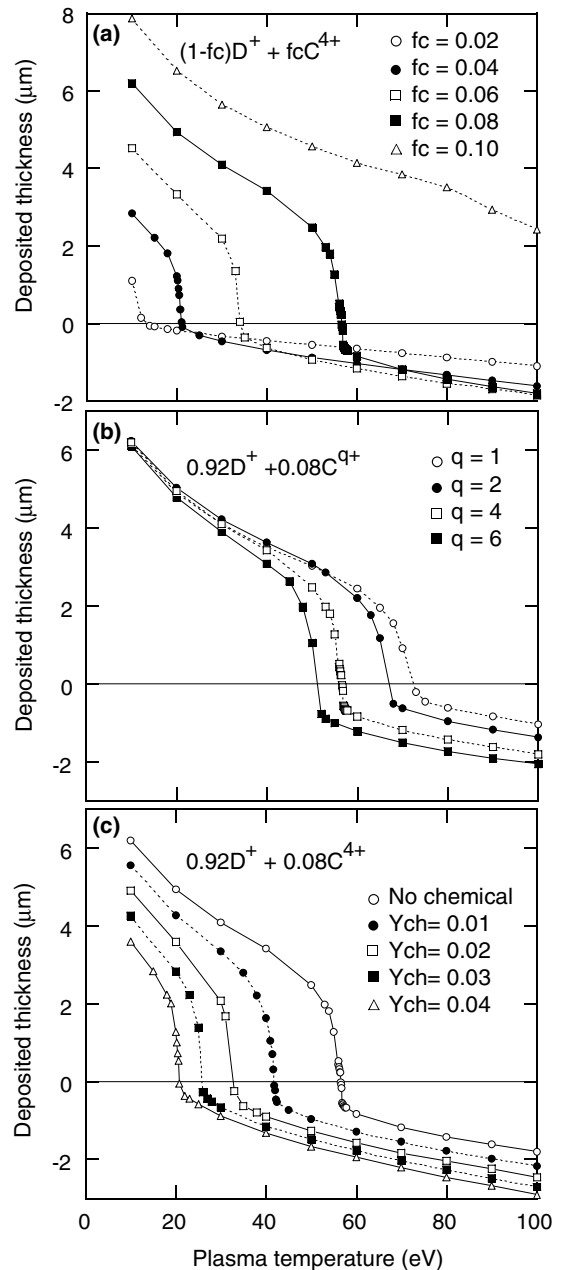 (a)
(1-fc)D⁺ + fcC⁴⁺
fc = 0.02
fc = 0.04
fc = 0.06
fc = 0.08
fc = 0.10
8
6
4
2
0
-2
Deposited thickness (μm)
(b)
0.92D⁺ +0.08C^q+
q = 1
q = 2
q = 4
q = 6
6
4
2
0
-2
Deposited thickness (μm)
(c)
0.92D⁺ + 0.08C⁴⁺
No chemical
Ych= 0.01
Ych= 0.02
Ych= 0.03
Ych= 0.04
6
4
2
0
-2
Deposited thickness (μm)
0 20 40 60 80 100
Plasma temperature (eV)